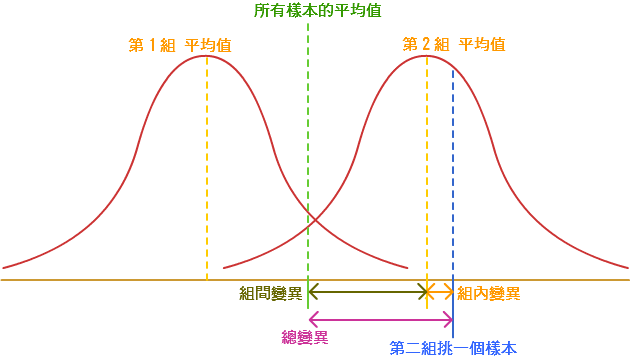 所有樣本的平均值
第1組 平均值
第2組 平均值
組間變異
組內變異
總變異
第二組挑一個樣本